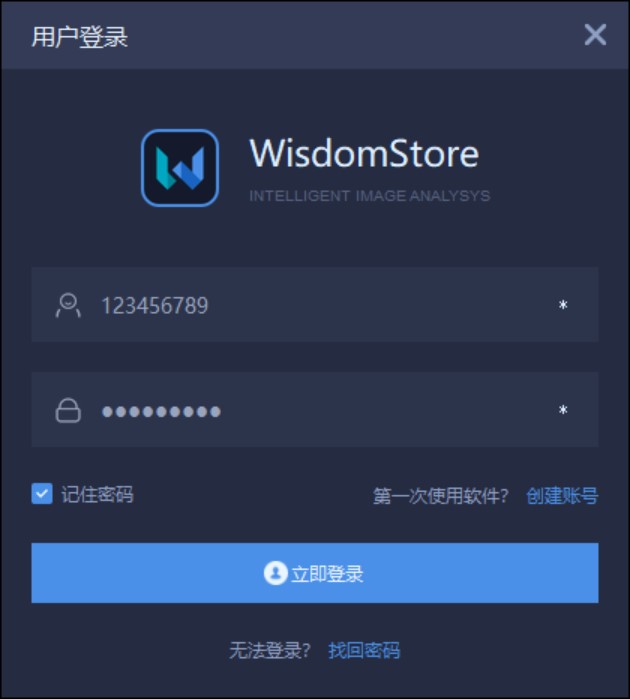 用户登录
WisdomStore
INTELLIGENT IMAGE ANALYSYS
123456789 *
●●●●●●●●● *
记住密码 第一次使用软件? 创建账号
立即登录
无法登录? 找回密码